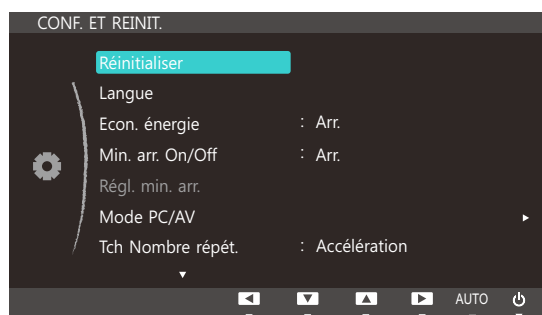 CONF. ET REINIT.
Réinitialiser
Langue
Econ. énergie : Arr.
Min. arr. On/Off : Arr.
Régl. min. arr.
Mode PC/AV
Tch Nombre répét. : Accélération
AUTO